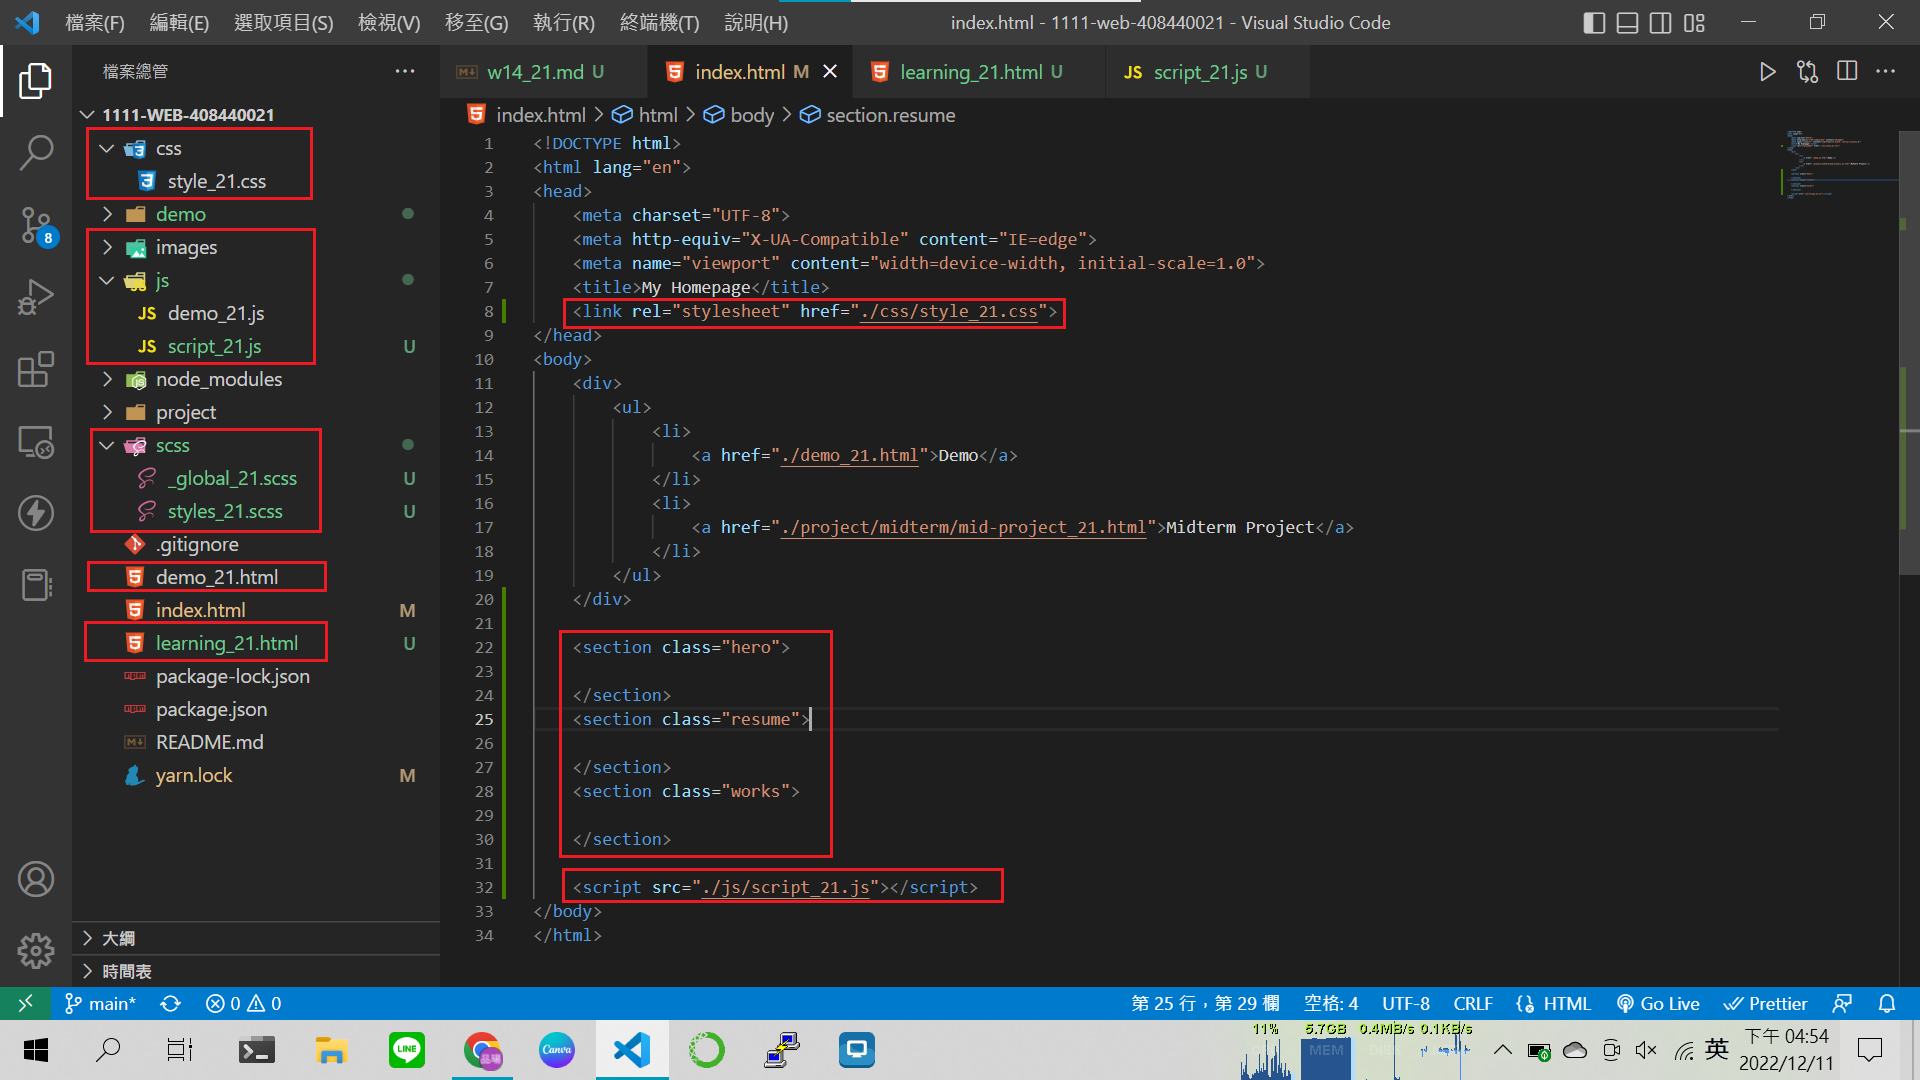 檔案(F) 編輯(E) 選取項目(S) 檢視(V) 移至(G) 執行(R) 終端機(T) 說明(H) index.html - 1111-web-408440021 - Visual Studio Code
檔案總管
w14_21.md U
index.html M
learning_21.html U
JS script_21.js U
index.html > html > body > section.resume
1111-WEB-408440021
css
style_21.css
demo
images
js
JS demo_21.js
JS script_21.js U
node_modules
project
scss
_global_21.scss U
styles_21.scss U
.gitignore
demo_21.html
index.html M
learning_21.html U
package-lock.json
package.json
README.md
yarn.lock M
大綱
時間表
8
1 <!DOCTYPE html>
2 <html lang="en">
3 <head>
4 <meta charset="UTF-8">
5 <meta http-equiv="X-UA-Compatible" content="IE=edge">
6 <meta name="viewport" content="width=device-width, initial-scale=1.0">
7 <title>My Homepage</title>
8 <link rel="stylesheet" href="./css/style_21.css">
9 </head>
10 <body>
11 <div>
12 <ul>
13 <li>
14 <a href="./demo_21.html">Demo</a>
15 </li>
16 <li>
17 <a href="./project/midterm/mid-project_21.html">Midterm Project</a>
18 </li>
19 </ul>
20 </div>
21
22 <section class="hero">
23
24 </section>
25 <section class="resume">
26
27 </section>
28 <section class="works">
29
30 </section>
31
32 <script src="./js/script_21.js"></script>
33 </body>
34 </html>
main* 0 0 第 25 行，第 29 欄 空格: 4 UTF-8 CRLF HTML Go Live Prettier
LINE
品瑒
Canva
11% 5.7GB 0.4MB/s 0.1KB/s
MEM
英
下午 04:54
2022/12/11